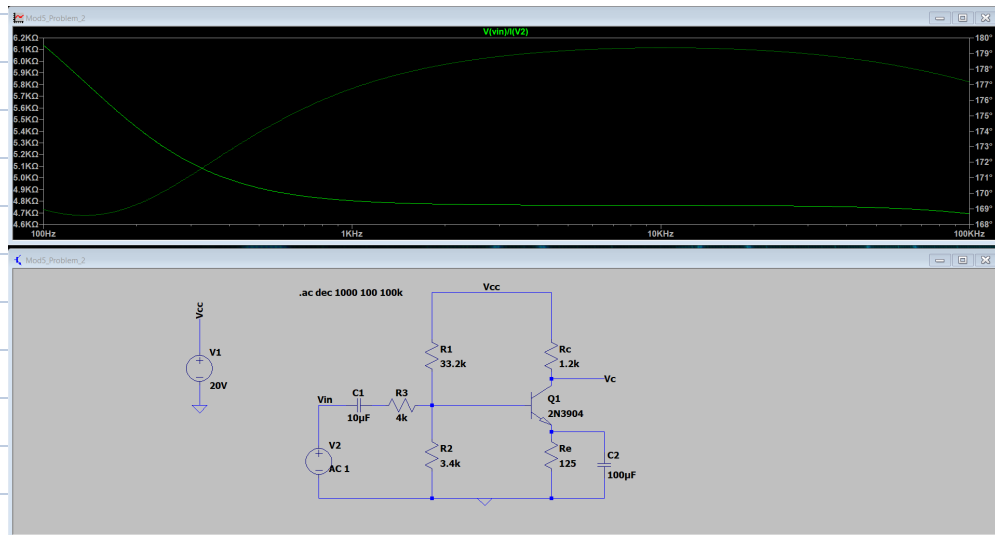 Mod5_Problem_2
V(vin)/I(V2)
6.2KΩ
6.1KΩ
6.0KΩ
5.9KΩ
5.8KΩ
5.7KΩ
5.6KΩ
5.5KΩ
5.4KΩ
5.3KΩ
5.2KΩ
5.1KΩ
5.0KΩ
4.9KΩ
4.8KΩ
4.7KΩ
4.6KΩ
180°
179°
178°
177°
176°
175°
174°
173°
172°
171°
170°
169°
168°
100Hz
1KHz
10KHz
100KHz
Mod5_Problem_2
.ac dec 1000 100 100k
Vcc
Vcc
V1
20V
R1
33.2k
Rc
1.2k
Vc
Vin
C1
10µF
R3
4k
Q1
2N3904
V2
AC 1
R2
3.4k
Re
125
C2
100µF